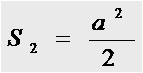 S₂ = a²/2